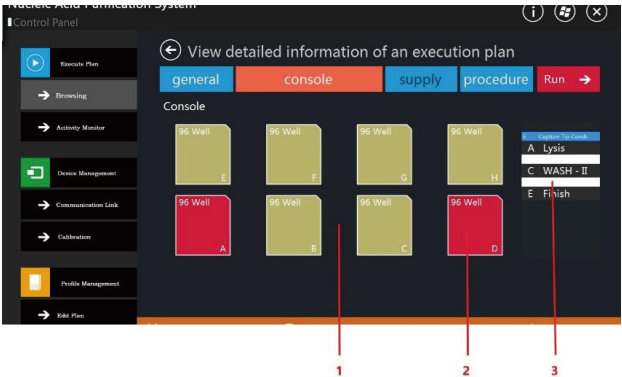 Nucleic Acid Purification System
Control Panel
View detailed information of an execution plan
Execute Plan
general
console
supply
procedure
Run
Browsing
Console
Activity Monitor
96 Well
E
96 Well
F
96 Well
G
96 Well
H
Capture Tip Comb
A Lysis
C WASH - II
E Finish
Device Management
Communication Link
96 Well
A
96 Well
B
96 Well
C
96 Well
D
Calibration
Profile Management
Edit Plan
1
2
3